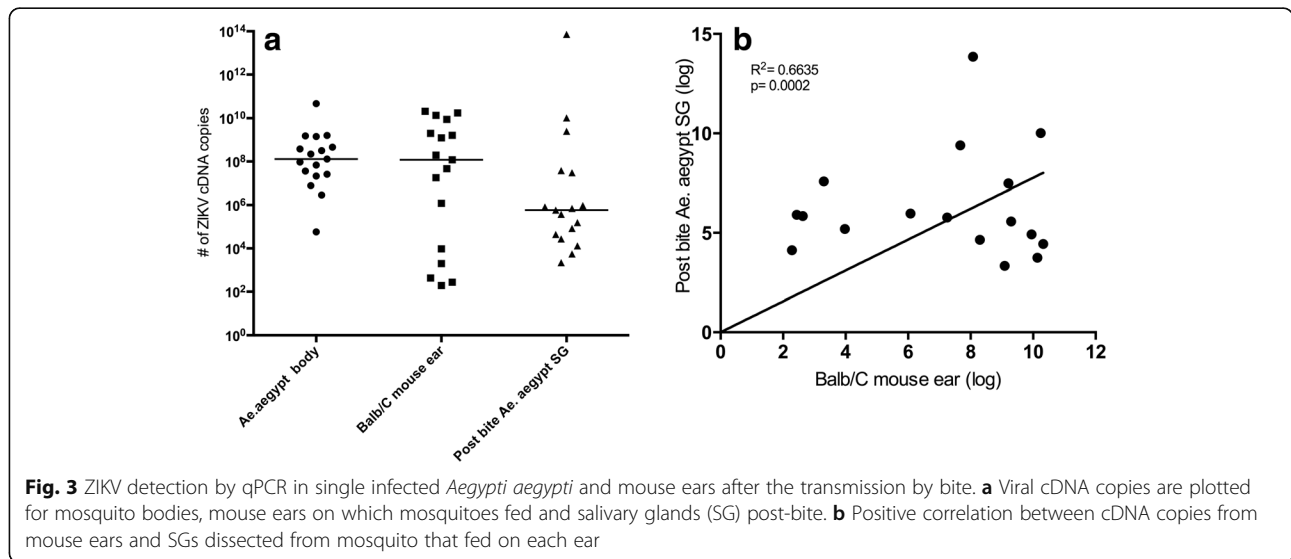 a
10^14
10^12
10^10
10^8
10^6
10^4
10^2
10^0
# of ZIKV cDNA copies
Ae.aegypt body
Balb/C mouse ear
Post bite Ae. aegypt SG
b
R²= 0.6635
p= 0.0002
15
10
5
0
Post bite Ae. aegypt SG (log)
0 2 4 6 8 10 12
Balb/C mouse ear (log)
Fig. 3 ZIKV detection by qPCR in single infected Aegypti aegypti and mouse ears after the transmission by bite. a Viral cDNA copies are plotted
for mosquito bodies, mouse ears on which mosquitoes fed and salivary glands (SG) post-bite. b Positive correlation between cDNA copies from
mouse ears and SGs dissected from mosquito that fed on each ear